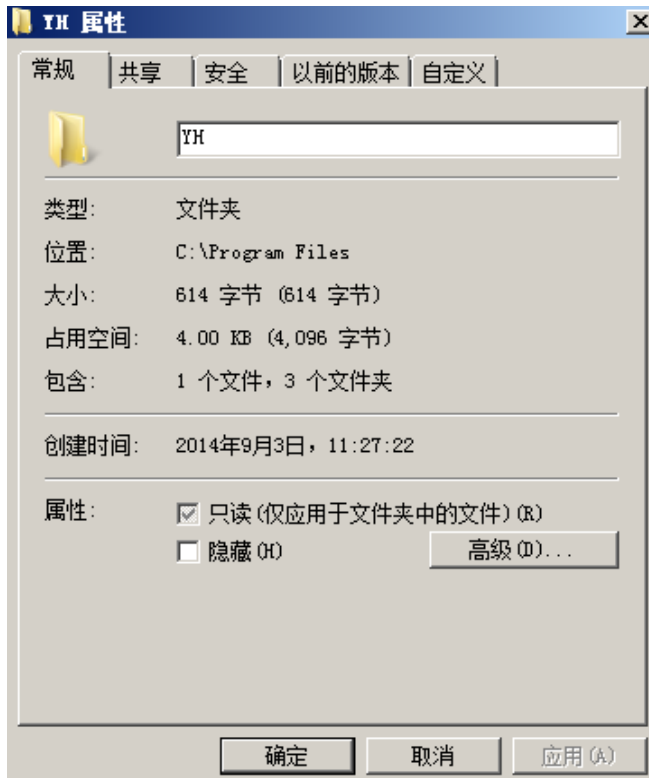 YH 属性
常规 共享 安全 以前的版本 自定义
YH
类型: 文件夹
位置: C:\Program Files
大小: 614 字节 (614 字节)
占用空间: 4.00 KB (4,096 字节)
包含: 1 个文件，3 个文件夹
创建时间: 2014年9月3日，11:27:22
属性: 只读(仅应用于文件夹中的文件)(R)
隐藏(H) 高级(D)...
确定 取消 应用(A)